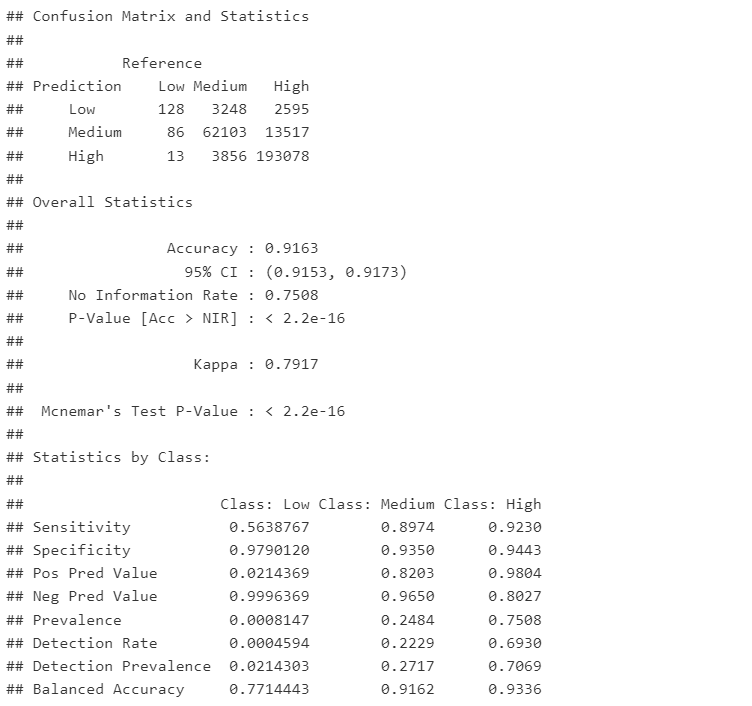 ## Confusion Matrix and Statistics
##
##           Reference
## Prediction    Low Medium   High
##     Low       128   3248   2595
##     Medium     86  62103  13517
##     High       13   3856 193078
##
## Overall Statistics
##
##                Accuracy : 0.9163
##                  95% CI : (0.9153, 0.9173)
##     No Information Rate : 0.7508
##     P-Value [Acc > NIR] : < 2.2e-16
##
##                   Kappa : 0.7917
##
##  Mcnemar's Test P-Value : < 2.2e-16
##
## Statistics by Class:
##
##                      Class: Low Class: Medium Class: High
## Sensitivity           0.5638767        0.8974      0.9230
## Specificity           0.9790120        0.9350      0.9443
## Pos Pred Value        0.0214369        0.8203      0.9804
## Neg Pred Value        0.9996369        0.9650      0.8027
## Prevalence            0.0008147        0.2484      0.7508
## Detection Rate        0.0004594        0.2229      0.6930
## Detection Prevalence  0.0214303        0.2717      0.7069
## Balanced Accuracy     0.7714443        0.9162      0.9336